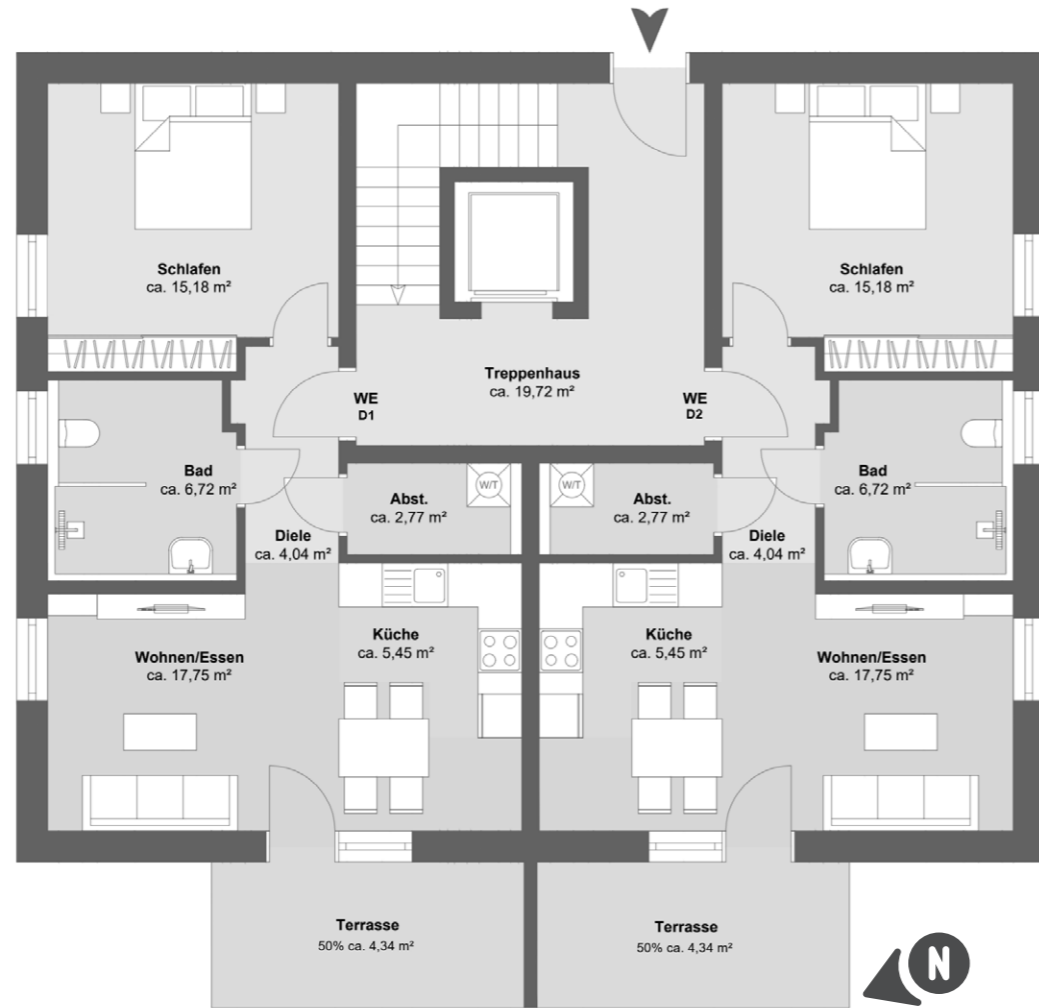 Schlafen
ca. 15,18 m²
Schlafen
ca. 15,18 m²
Treppenhaus
ca. 19,72 m²
WE
D1
WE
D2
Bad
ca. 6,72 m²
Abst.
ca. 2,77 m²
W/T
W/T
Abst.
ca. 2,77 m²
Bad
ca. 6,72 m²
Diele
ca. 4,04 m²
Diele
ca. 4,04 m²
Küche
ca. 5,45 m²
Küche
ca. 5,45 m²
Wohnen/Essen
ca. 17,75 m²
Wohnen/Essen
ca. 17,75 m²
Terrasse
50% ca. 4,34 m²
Terrasse
50% ca. 4,34 m²
N